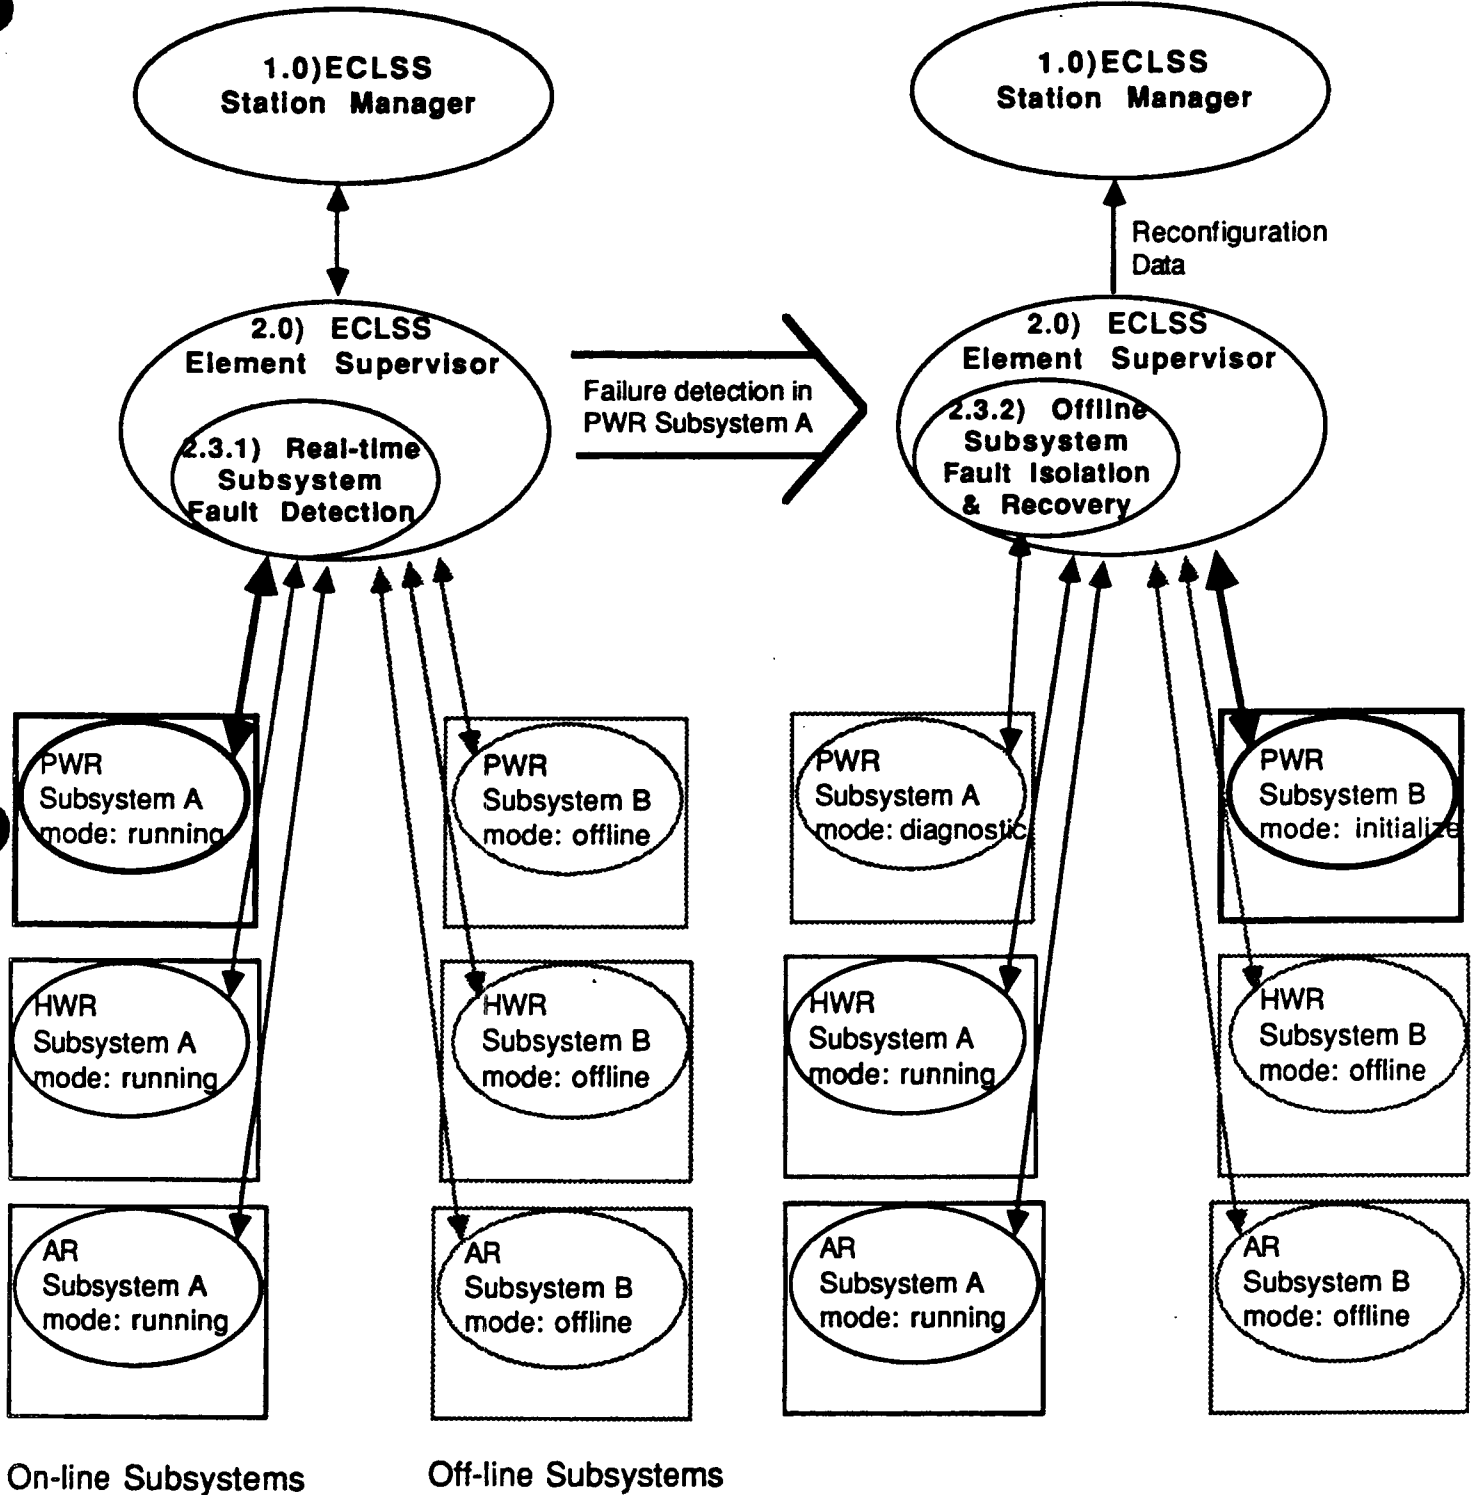 1.0)ECLSS
Station Manager
2.0) ECLSS
Element Supervisor
2.3.1) Real-time
Subsystem
Fault Detection
PWR
Subsystem A
mode: running
HWR
Subsystem A
mode: running
AR
Subsystem A
mode: running
PWR
Subsystem B
mode: offline
HWR
Subsystem B
mode: offline
AR
Subsystem B
mode: offline
On-line Subsystems
Off-line Subsystems
Failure detection in
PWR Subsystem A
1.0)ECLSS
Station Manager
Reconfiguration
Data
2.0) ECLSS
Element Supervisor
2.3.2) Offline
Subsystem
Fault Isolation
& Recovery
PWR
Subsystem A
mode: diagnostic
HWR
Subsystem A
mode: running
AR
Subsystem A
mode: running
PWR
Subsystem B
mode: initialize
HWR
Subsystem B
mode: offline
AR
Subsystem B
mode: offline